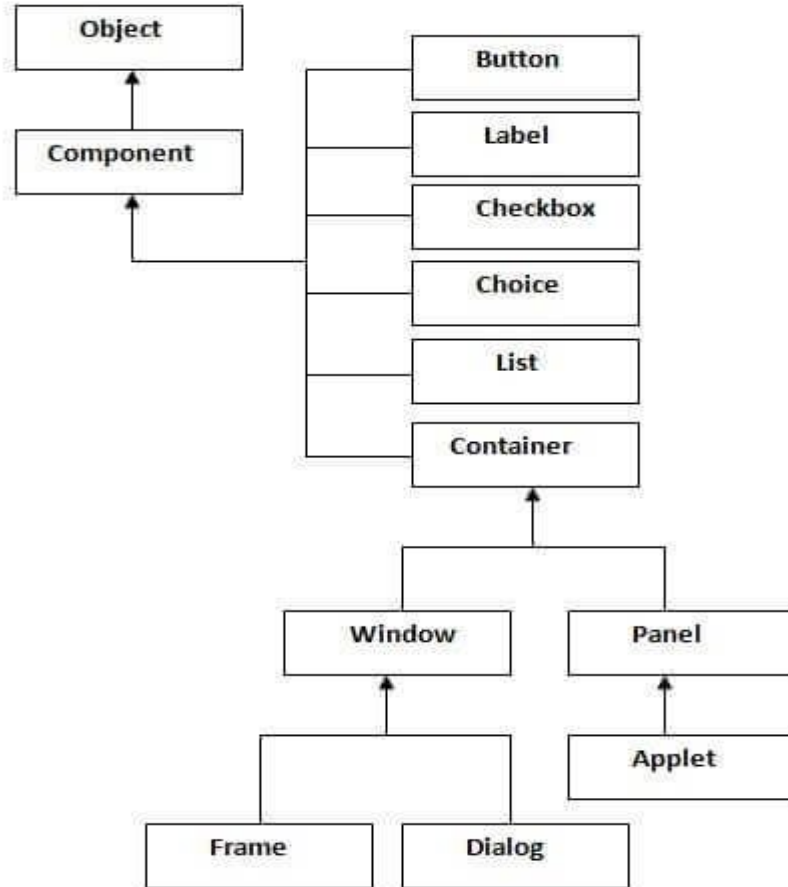 Object
Component
Button
Label
Checkbox
Choice
List
Container
Window
Panel
Applet
Frame
Dialog